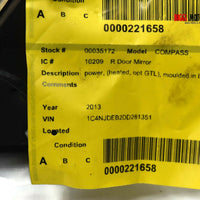 0000221658
Stock # 00035172 Model COMPASS
IC # 10209 R Door Mirror
Description: power, (heated, opt GTL), moulded in b
Comments
Year 2013
VIN 1C4NJDEB2DD281351
Located
Condition
A B C
0000221658